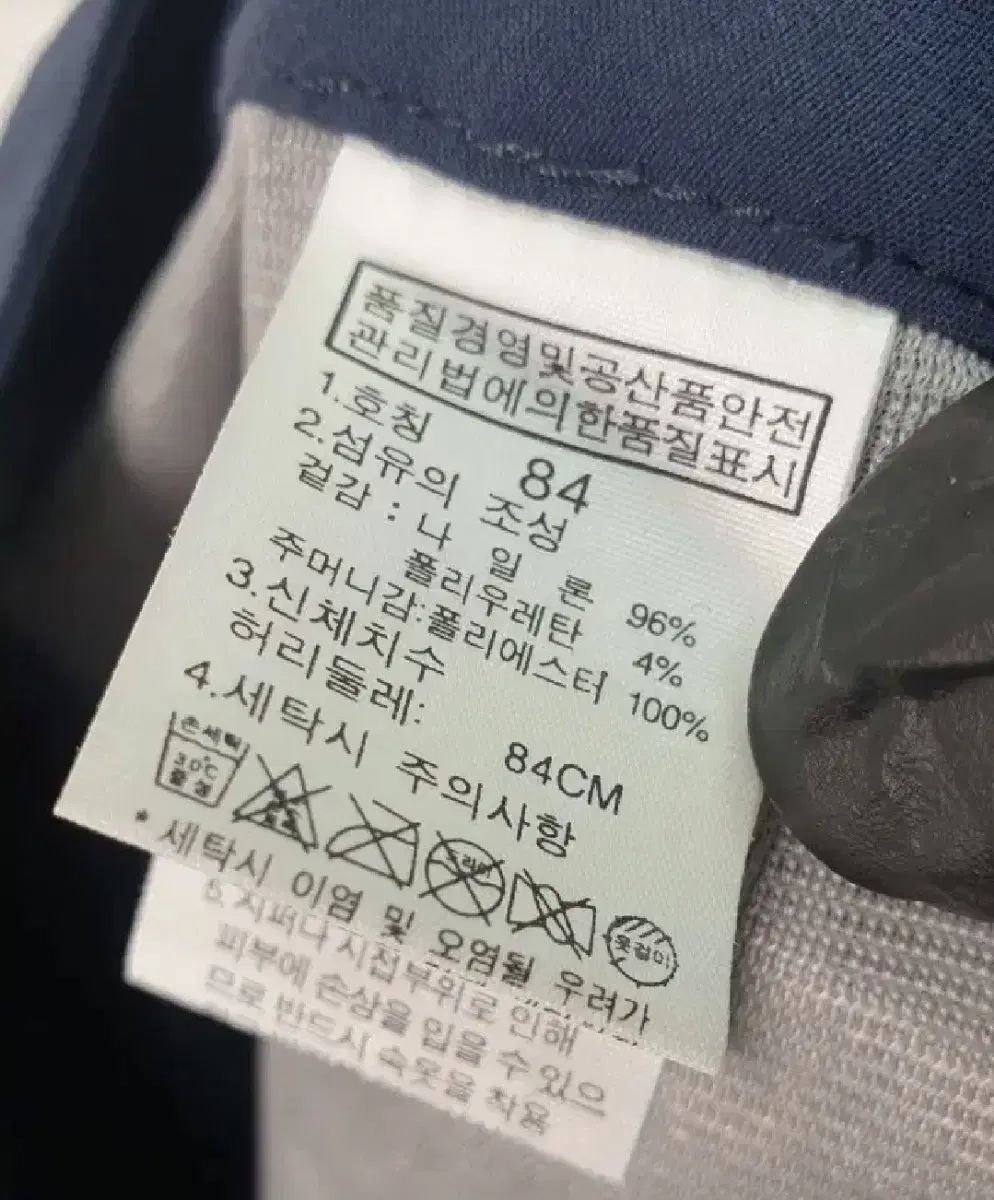 품질경영및공산품안전
관리법에의한품질표시
1.호칭 84
2.섬유의 조성
겉감 : 나 일 론 96%
폴리우레탄 4%
주머니감:폴리에스터 100%
3.신체치수
허리둘레: 84CM
4.세탁시 주의사항
손세탁
30℃
중성
드라이
옷걸이
* 세탁시 이염 및 오염될 우려가
지퍼나 시접부위로 인해
피부에 손상을 입을 수 있으
므로 반드시 속옷을 착용